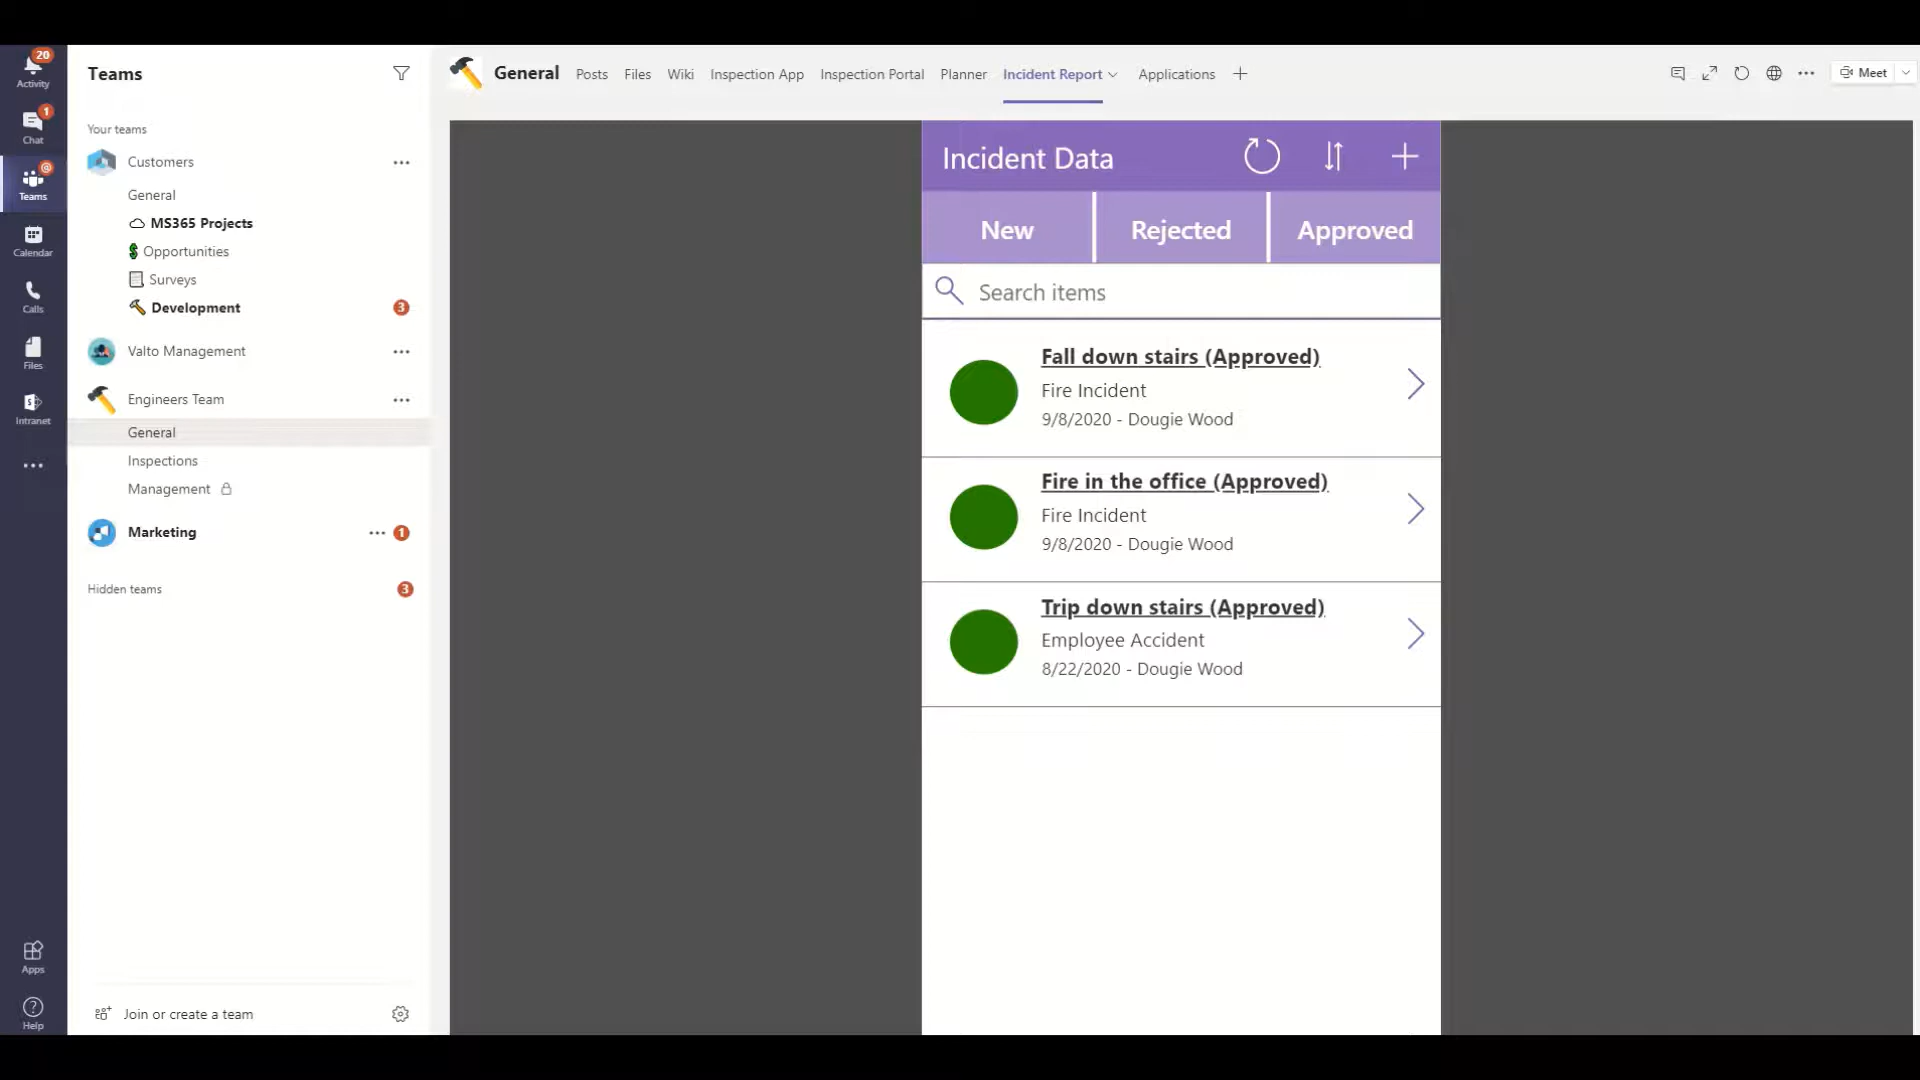 20
Activity
1
Chat
@
Teams
Calendar
Calls
Files
Intranet
Apps
Help
Teams
Your teams
Customers
General
MS365 Projects
Opportunities
Surveys
Development
3
Valto Management
Engineers Team
General
Inspections
Management
Marketing
1
Hidden teams
3
Join or create a team
General Posts Files Wiki Inspection App Inspection Portal Planner Incident Report Applications
Meet
Incident Data
New Rejected Approved
Search items
Fall down stairs (Approved)
Fire Incident
9/8/2020 - Dougie Wood
Fire in the office (Approved)
Fire Incident
9/8/2020 - Dougie Wood
Trip down stairs (Approved)
Employee Accident
8/22/2020 - Dougie Wood